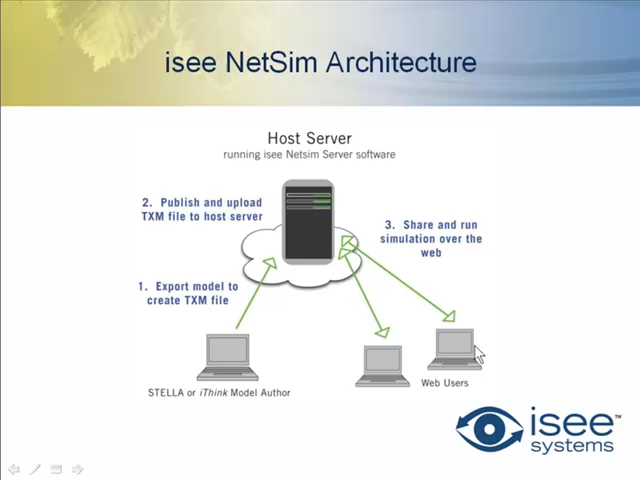 isee NetSim Architecture
Host Server
running isee Netsim Server software
2. Publish and upload
TXM file to host server
3. Share and run
simulation over the
web
1. Export model to
create TXM file
STELLA or iThink Model Author
Web Users
isee™
systems